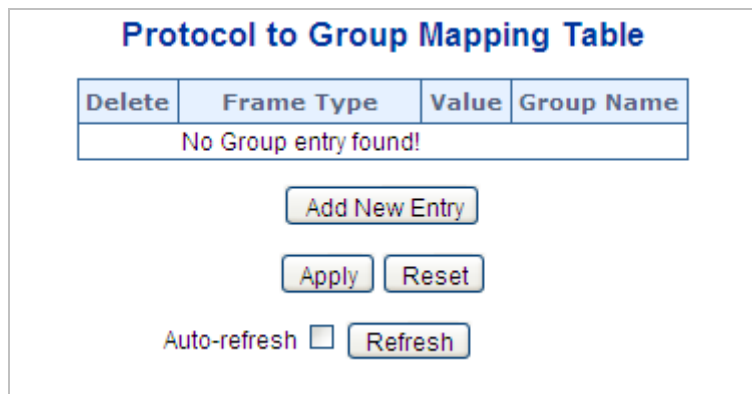 Protocol to Group Mapping Table
Delete Frame Type Value Group Name
No Group entry found!
Add New Entry
Apply Reset
Auto-refresh Refresh